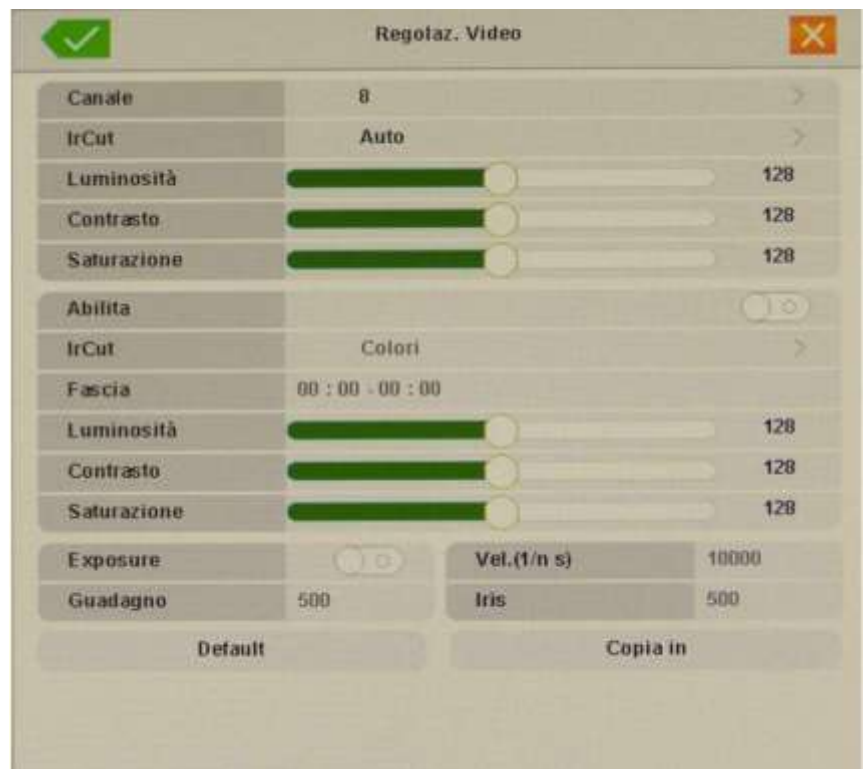 Regolaz. Video
Canale 8
IrCut Auto
Luminosità 128
Contrasto 128
Saturazione 128
Abilita
IrCut Colori
Fascia 00 : 00 - 00 : 00
Luminosità 128
Contrasto 128
Saturazione 128
Exposure Vel.(1/n s) 10000
Guadagno 500 Iris 500
Default Copia in